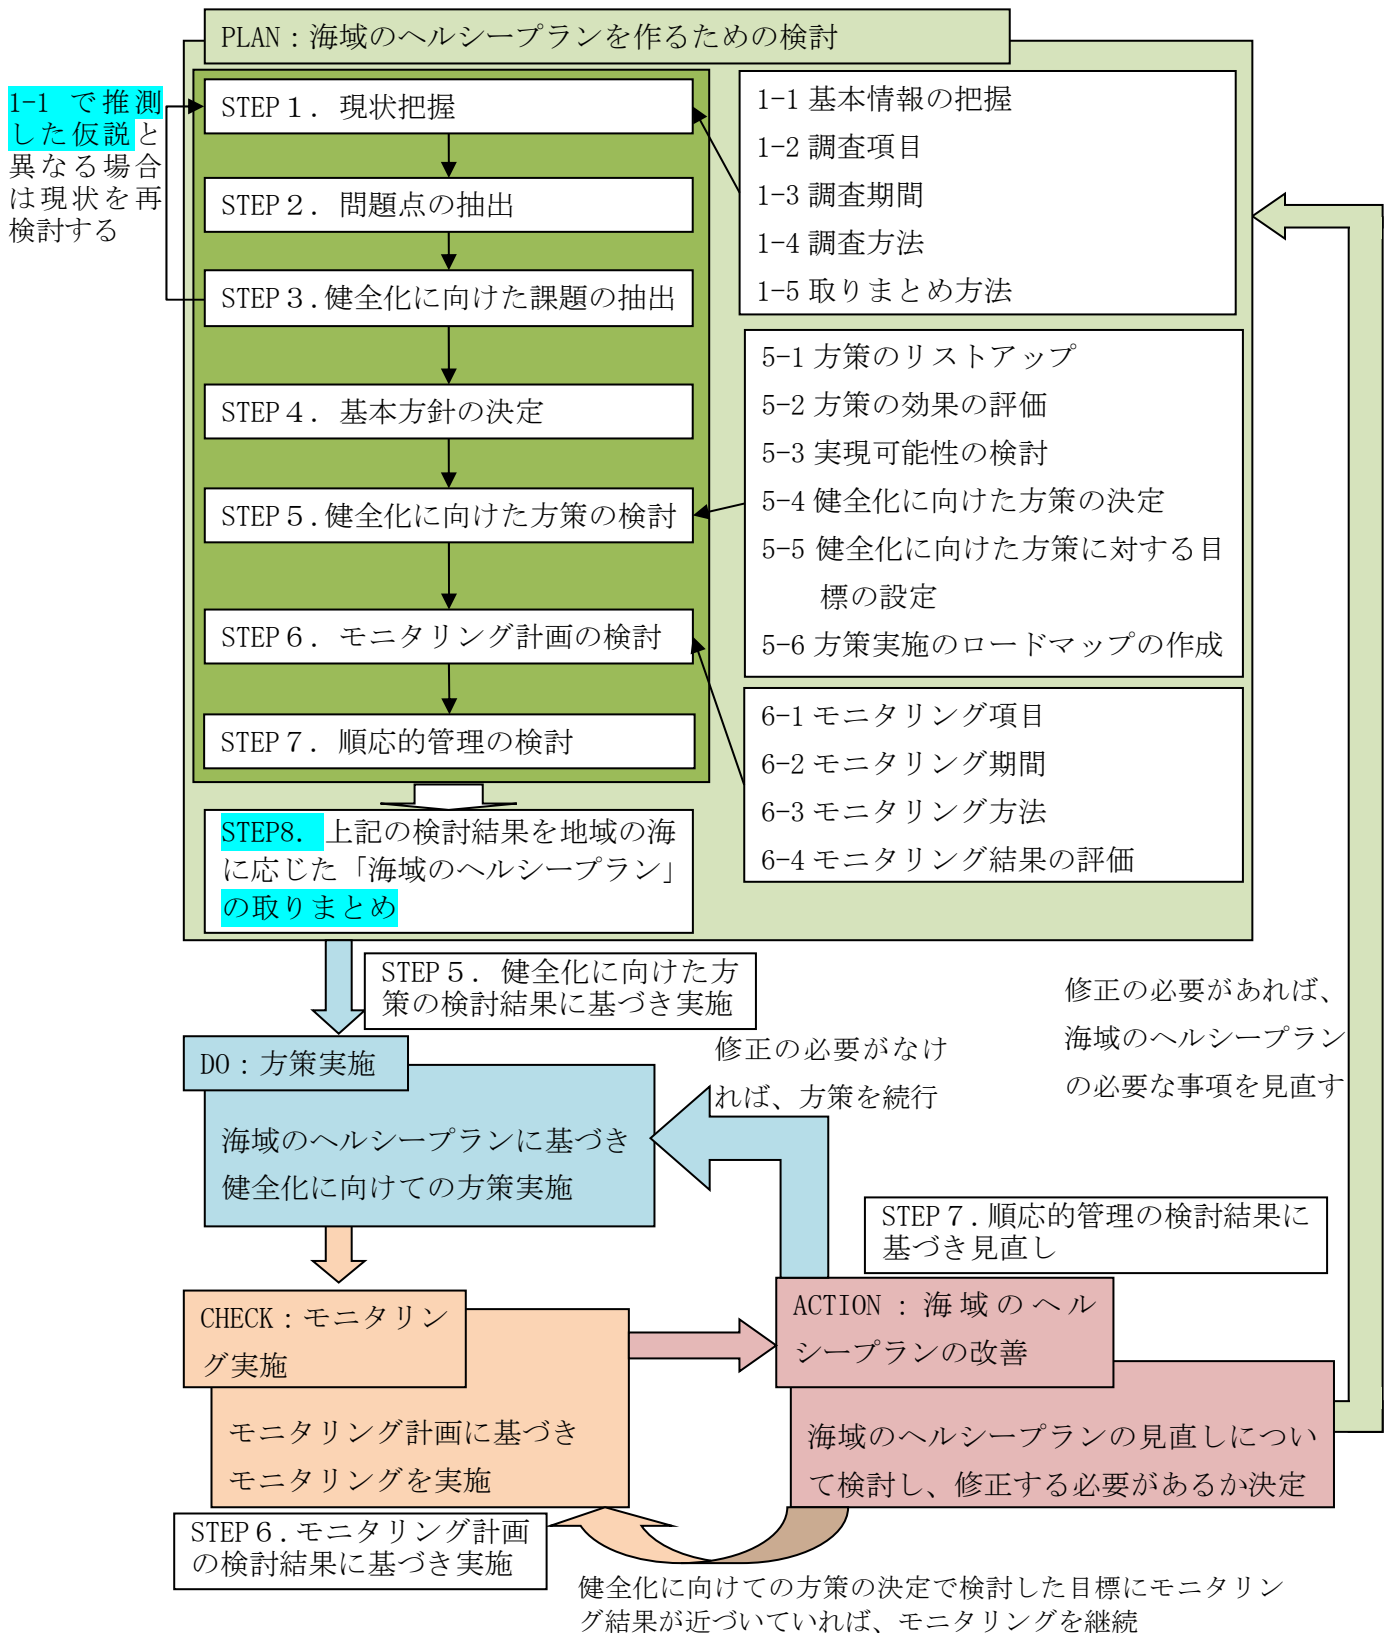 PLAN：海域のヘルシープランを作るための検討
1-1 で推測
した仮説と
異なる場合
は現状を再
検討する
STEP１．現状把握
STEP２．問題点の抽出
STEP３.健全化に向けた課題の抽出
STEP４．基本方針の決定
STEP５.健全化に向けた方策の検討
STEP６．モニタリング計画の検討
STEP７．順応的管理の検討
1-1 基本情報の把握
1-2 調査項目
1-3 調査期間
1-4 調査方法
1-5 取りまとめ方法
5-1 方策のリストアップ
5-2 方策の効果の評価
5-3 実現可能性の検討
5-4 健全化に向けた方策の決定
5-5 健全化に向けた方策に対する目
標の設定
5-6 方策実施のロードマップの作成
6-1 モニタリング項目
6-2 モニタリング期間
6-3 モニタリング方法
6-4 モニタリング結果の評価
STEP8．上記の検討結果を地域の海
に応じた「海域のヘルシープラン」
の取りまとめ
STEP５．健全化に向けた方
策の検討結果に基づき実施
修正の必要があれば、
海域のヘルシープラン
の必要な事項を見直す
修正の必要がなけ
れば、方策を続行
DO：方策実施
海域のヘルシープランに基づき
健全化に向けての方策実施
STEP７.順応的管理の検討結果に
基づき見直し
CHECK：モニタリン
グ実施
モニタリング計画に基づき
モニタリングを実施
ACTION：海域のヘル
シープランの改善
海域のヘルシープランの見直しについ
て検討し、修正する必要があるか決定
STEP６.モニタリング計画
の検討結果に基づき実施
健全化に向けての方策の決定で検討した目標にモニタリン
グ結果が近づいていれば、モニタリングを継続